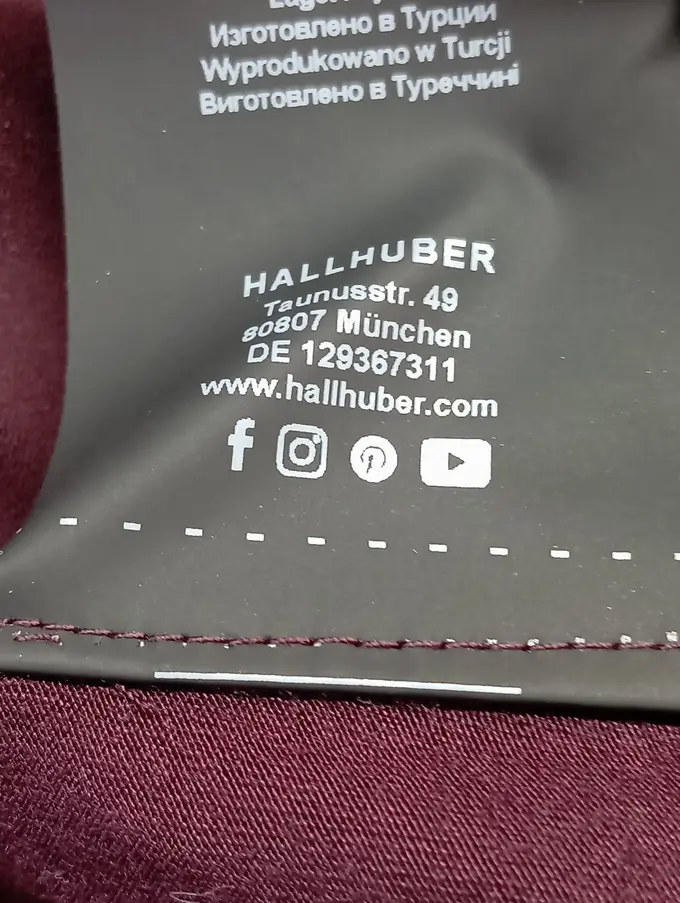 Изготовлено в Турции
Wyprodukowano w Turcji
Виготовлено в Туреччині
HALLHUBER
Taunusstr. 49
80807 München
DE 129367311
www.hallhuber.com